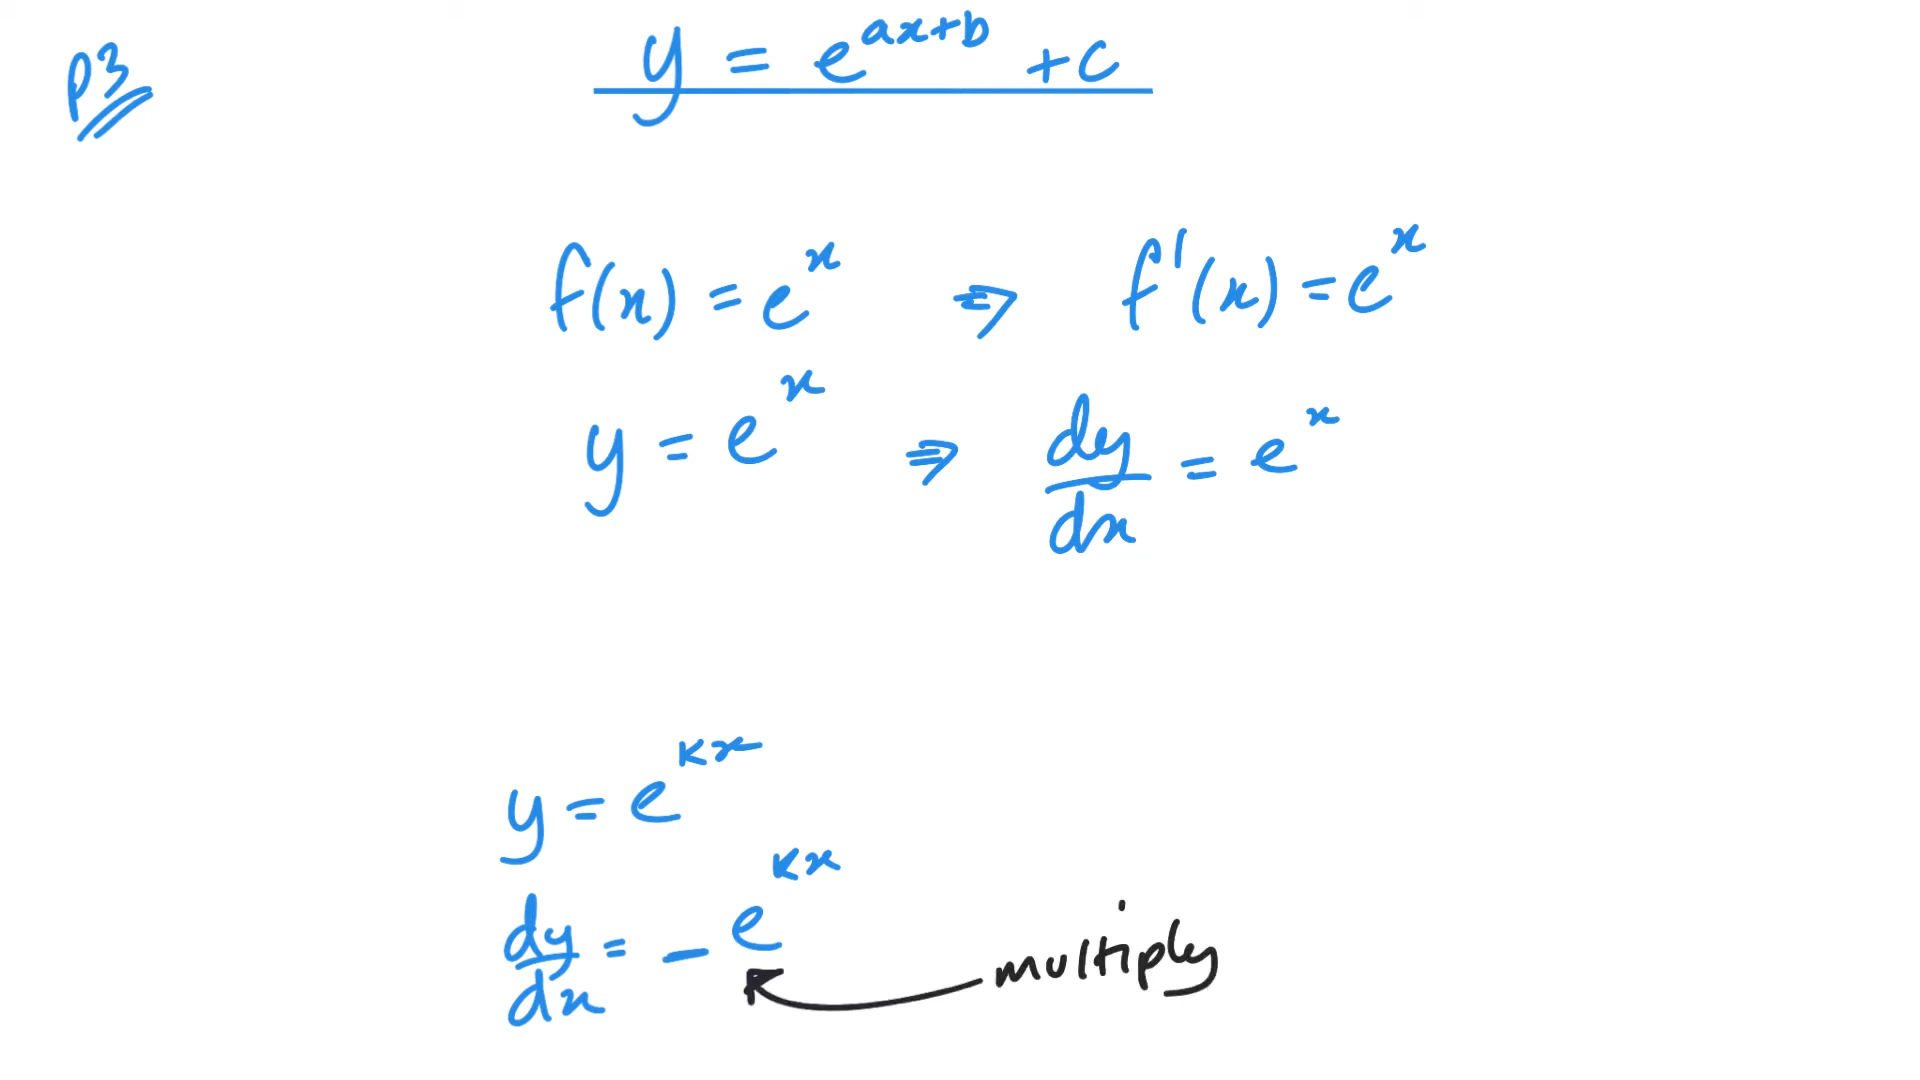 P3
y = e^{ax+b} + c
f(x) = e^x ⇒ f'(x) = e^x
y = e^x ⇒ dy/dx = e^x
y = e^{kx}
dy/dx = – e^{kx}
multiply